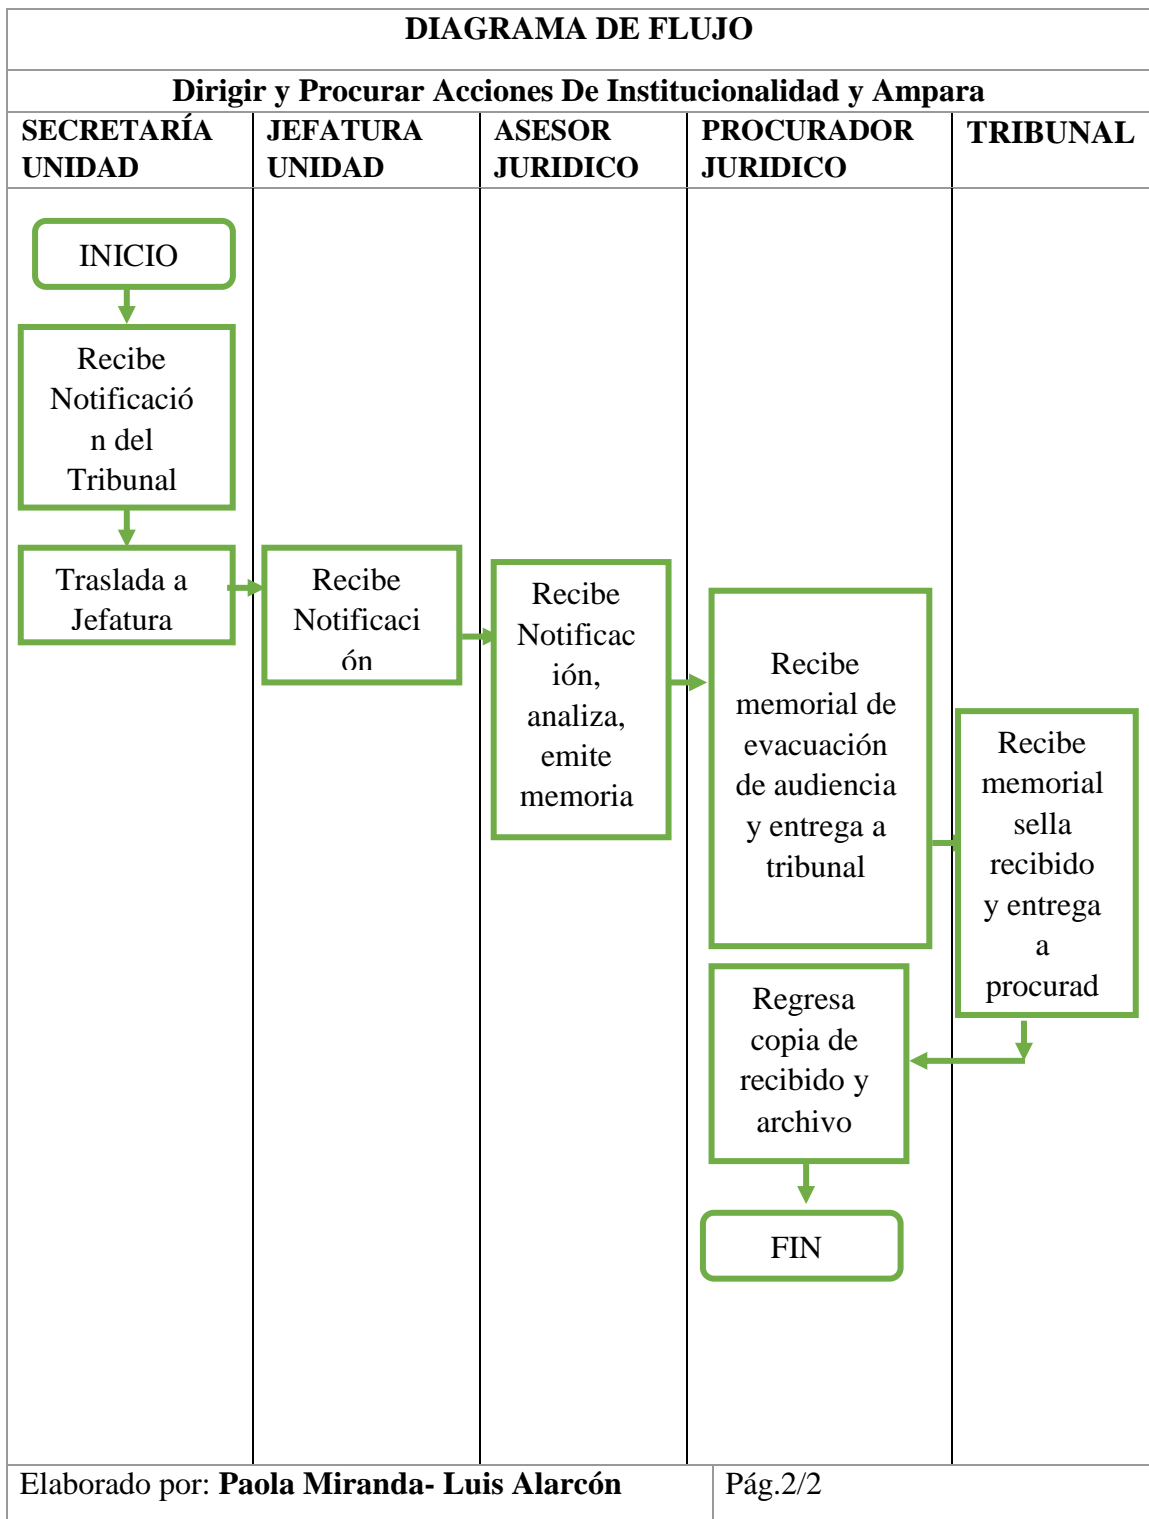 DIAGRAMA DE FLUJO
Dirigir y Procurar Acciones De Institucionalidad y Ampara
SECRETARÍA
UNIDAD
JEFATURA
UNIDAD
ASESOR
JURIDICO
PROCURADOR
JURIDICO
TRIBUNAL
INICIO
Recibe
Notificació
n del
Tribunal
Traslada a
Jefatura
Recibe
Notificaci
ón
Recibe
Notificac
ión,
analiza,
emite
memoria
Recibe
memorial de
evacuación
de audiencia
y entrega a
tribunal
Recibe
memorial
sella
recibido
y entrega
a
procurad
Regresa
copia de
recibido y
archivo
FIN
Elaborado por: Paola Miranda- Luis Alarcón
Pág.2/2